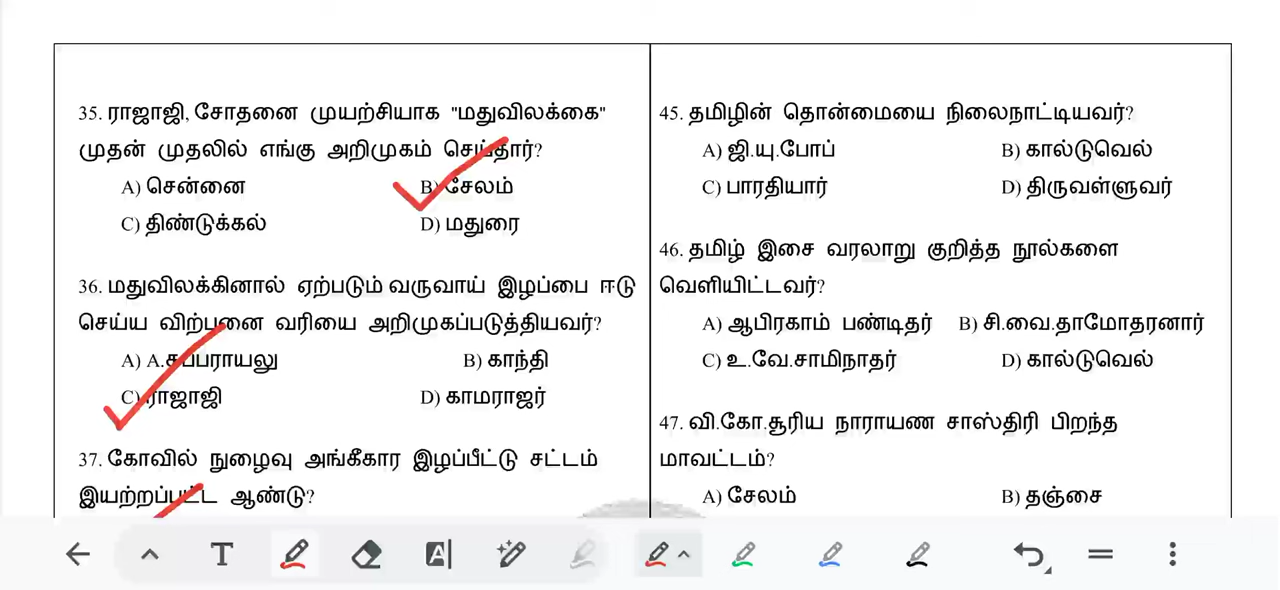 35. ராஜாஜி, சோதனை முயற்சியாக "மதுவிலக்கை"
முதன் முதலில் எங்கு அறிமுகம் செய்தார்?
A) சென்னை B) சேலம்
C) திண்டுக்கல் D) மதுரை
36. மதுவிலக்கினால் ஏற்படும் வருவாய் இழப்பை ஈடு
செய்ய விற்பனை வரியை அறிமுகப்படுத்தியவர்?
A) A.சுப்பராயலு B) காந்தி
C) ராஜாஜி D) காமராஜர்
37. கோவில் நுழைவு அங்கீகார இழப்பீட்டு சட்டம்
இயற்றப்பட்ட ஆண்டு?
45. தமிழின் தொன்மையை நிலைநாட்டியவர்?
A) ஜி.யு.போப் B) கால்டுவெல்
C) பாரதியார் D) திருவள்ளுவர்
46. தமிழ் இசை வரலாறு குறித்த நூல்களை
வெளியிட்டவர்?
A) ஆபிரகாம் பண்டிதர் B) சி.வை.தாமோதரனார்
C) உ.வே.சாமிநாதர் D) கால்டுவெல்
47. வி.கோ.சூரிய நாராயண சாஸ்திரி பிறந்த
மாவட்டம்?
A) சேலம் B) தஞ்சை
T
A